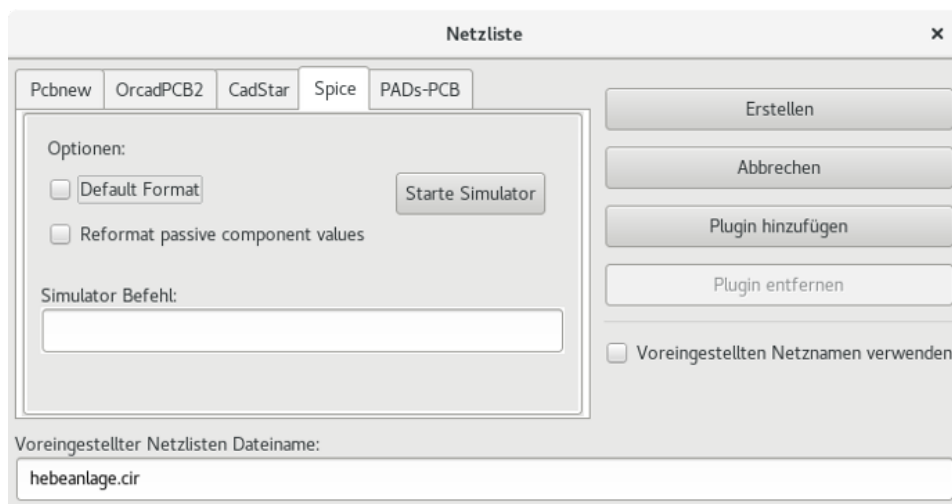 Netzliste
Pcbnew OrcadPCB2 CadStar Spice PADs-PCB
Erstellen
Optionen:
Abbrechen
Default Format
Starte Simulator
Plugin hinzufügen
Reformat passive component values
Plugin entfernen
Simulator Befehl:
Voreingestellten Netznamen verwenden
Voreingestellter Netzlisten Dateiname:
hebeanlage.cir